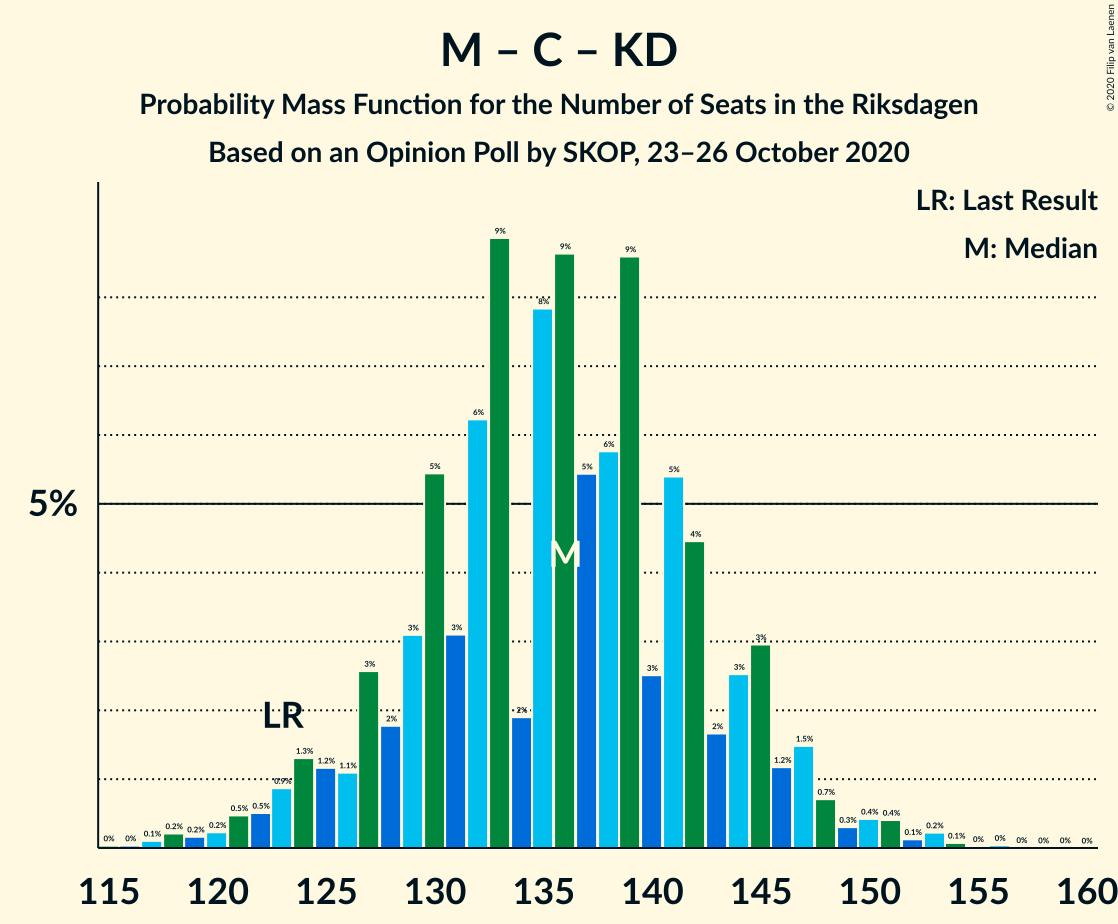 M – C – KD
Probability Mass Function for the Number of Seats in the Riksdagen
Based on an Opinion Poll by SKOP, 23–26 October 2020
© 2020 Filip van Laenen
LR: Last Result
M: Median
5%
LR
M
0% 0% 0.1% 0.2% 0.2% 0.2% 0.5% 0.5% 0.9% 1.3% 1.2% 1.1% 3% 2% 3% 5% 3% 6% 9% 2% 8% 9% 5% 6% 9% 3% 5% 4% 2% 3% 3% 1.2% 1.5% 0.7% 0.3% 0.4% 0.4% 0.1% 0.2% 0.1% 0% 0% 0% 0% 0% 0%
115 120 125 130 135 140 145 150 155 160